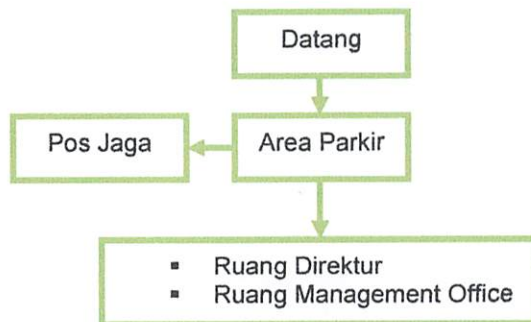 Datang
Pos Jaga
Area Parkir
▪ Ruang Direktur
▪ Ruang Management Office